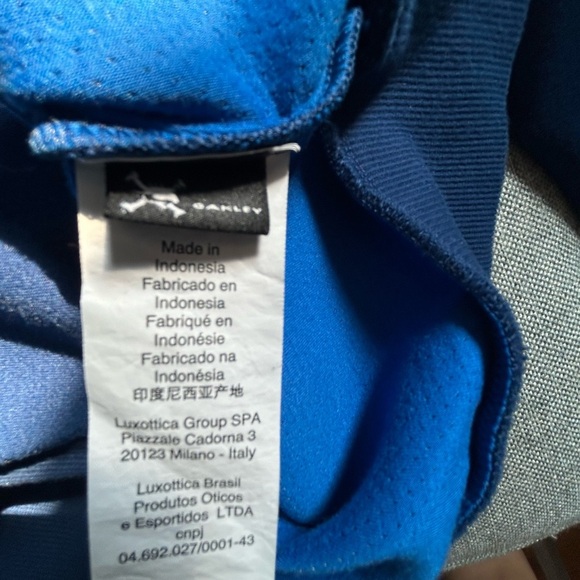 OAKLEY
Made in
Indonesia
Fabricado en
Indonesia
Fabriqué en
Indonésie
Fabricado na
Indonésia
印度尼西亚产地
Luxottica Group SPA
Piazzale Cadorna 3
20123 Milano - Italy
Luxottica Brasil
Produtos Oticos
e Esportidos LTDA
cnpj
04.692.027/0001-43